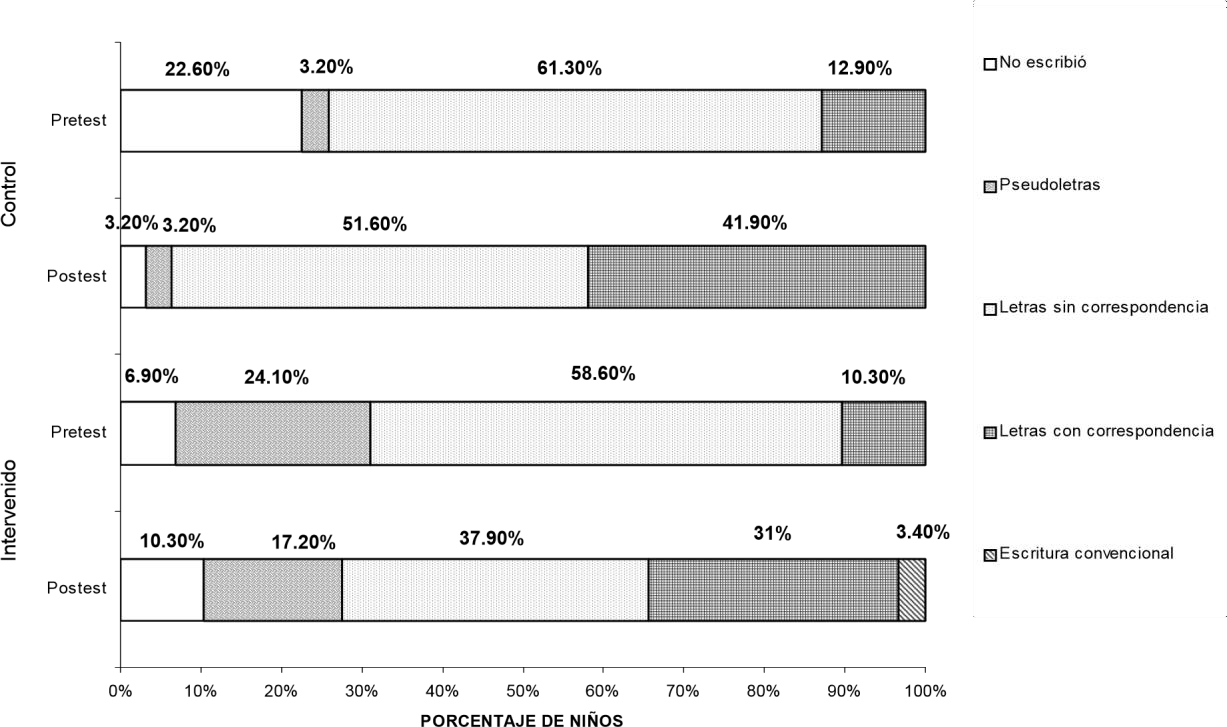 22.60% 3.20% 61.30% 12.90%
Pretest
3.20% 3.20% 51.60% 41.90%
Postest
Control
6.90% 24.10% 58.60% 10.30%
Pretest
10.30% 17.20% 37.90% 31% 3.40%
Postest
Intervenido
0% 10% 20% 30% 40% 50% 60% 70% 80% 90% 100%
PORCENTAJE DE NIÑOS
No escribió
Pseudoletras
Letras sin correspondencia
Letras con correspondencia
Escritura convencional